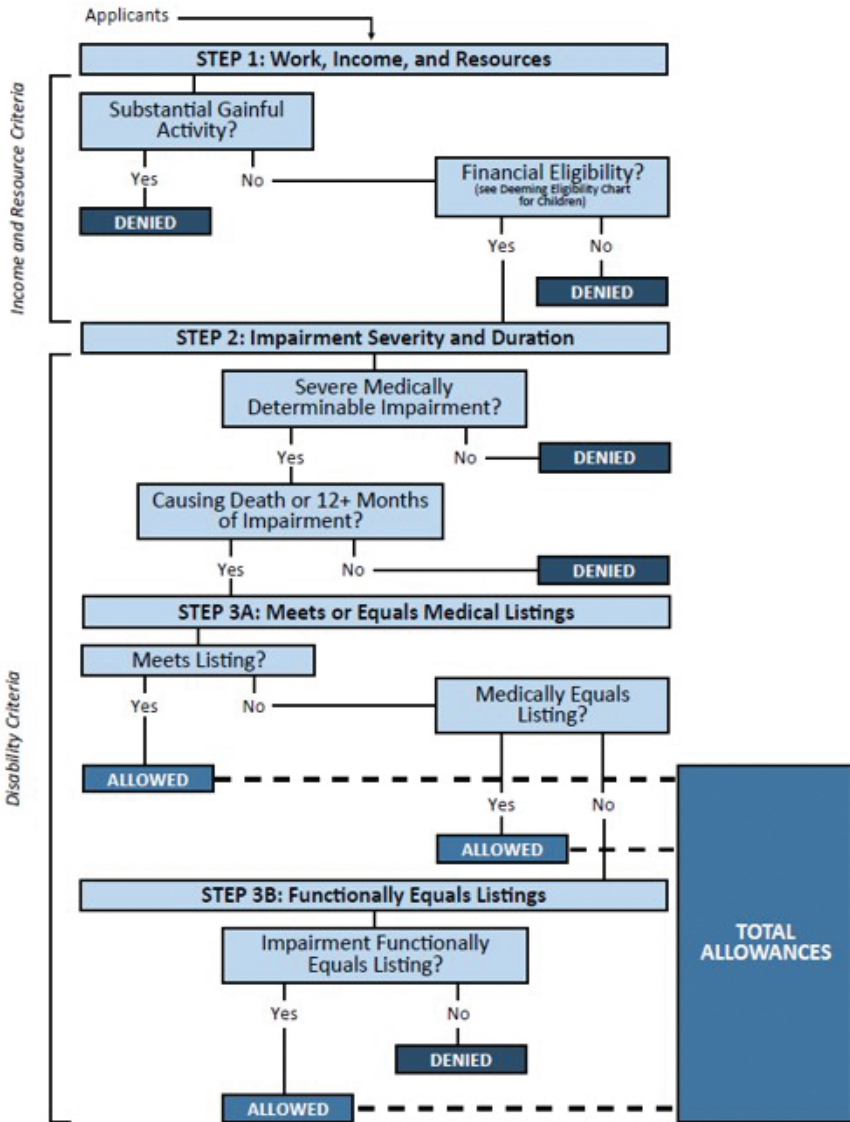 Applicants
STEP 1: Work, Income, and Resources
Income and Resource Criteria
Substantial Gainful
Activity?
Yes
No
DENIED
Financial Eligibility?
(see Deeming Eligibility Chart
for Children)
Yes
No
DENIED
STEP 2: Impairment Severity and Duration
Disability Criteria
Severe Medically
Determinable Impairment?
Yes
No
DENIED
Causing Death or 12+ Months
of Impairment?
Yes
No
DENIED
STEP 3A: Meets or Equals Medical Listings
Meets Listing?
Yes
No
Medically Equals
Listing?
ALLOWED
Yes
No
ALLOWED
STEP 3B: Functionally Equals Listings
Impairment Functionally
Equals Listing?
Yes
No
DENIED
ALLOWED
TOTAL
ALLOWANCES